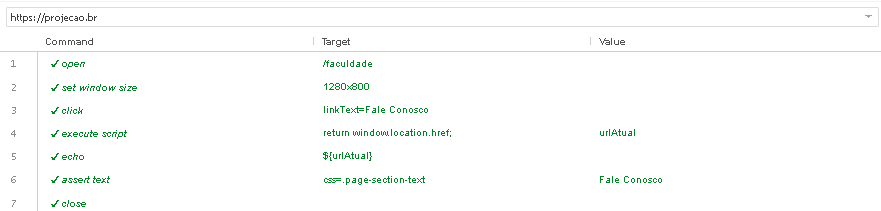 https://projecao.br
Command Target Value
1 ✓ open /faculdade
2 ✓ set window size 1280x800
3 ✓ click linkText=Fale Conosco
4 ✓ execute script return window.location.href; urlAtual
5 ✓ echo ${urlAtual}
6 ✓ assert text css=.page-section-text Fale Conosco
7 ✓ close